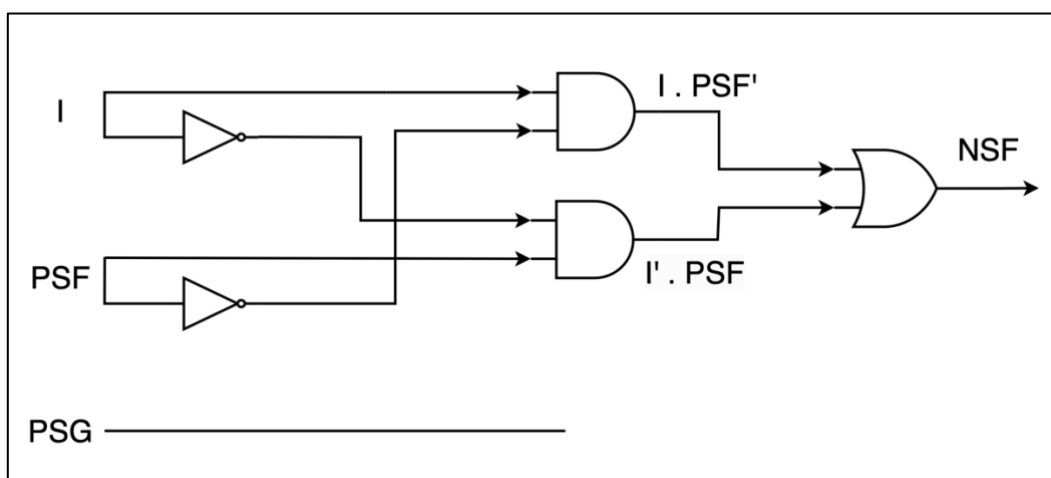 I
I . PSF'
NSF
PSF
I' . PSF
PSG